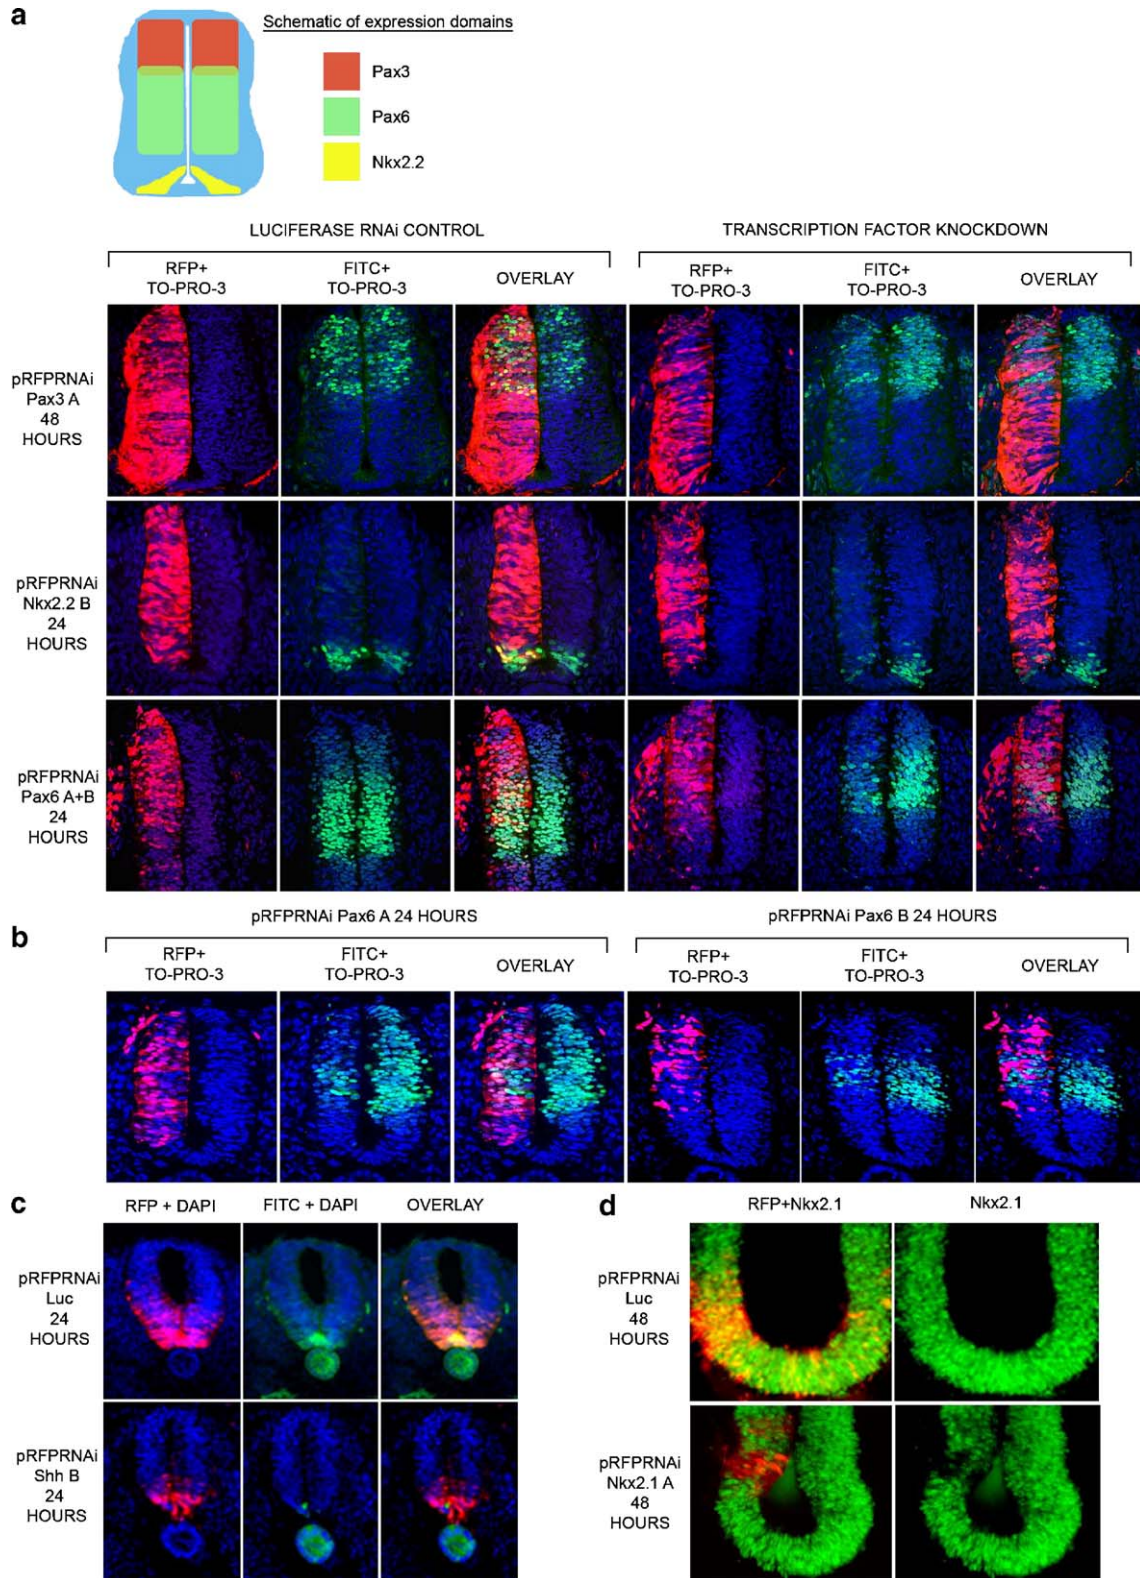 a
Schematic of expression domains
Pax3
Pax6
Nkx2.2
LUCIFERASE RNAi CONTROL
TRANSCRIPTION FACTOR KNOCKDOWN
RFP+
TO-PRO-3
FITC+
TO-PRO-3
OVERLAY
RFP+
TO-PRO-3
FITC+
TO-PRO-3
OVERLAY
pRFPRNAi
Pax3 A
48
HOURS
pRFPRNAi
Nkx2.2 B
24
HOURS
pRFPRNAi
Pax6 A+B
24
HOURS
b
pRFPRNAi Pax6 A 24 HOURS
pRFPRNAi Pax6 B 24 HOURS
RFP+
TO-PRO-3
FITC+
TO-PRO-3
OVERLAY
RFP+
TO-PRO-3
FITC+
TO-PRO-3
OVERLAY
c
RFP + DAPI
FITC + DAPI
OVERLAY
pRFPRNAi
Luc
24
HOURS
pRFPRNAi
Shh B
24
HOURS
d
RFP+Nkx2.1
Nkx2.1
pRFPRNAi
Luc
48
HOURS
pRFPRNAi
Nkx2.1 A
48
HOURS